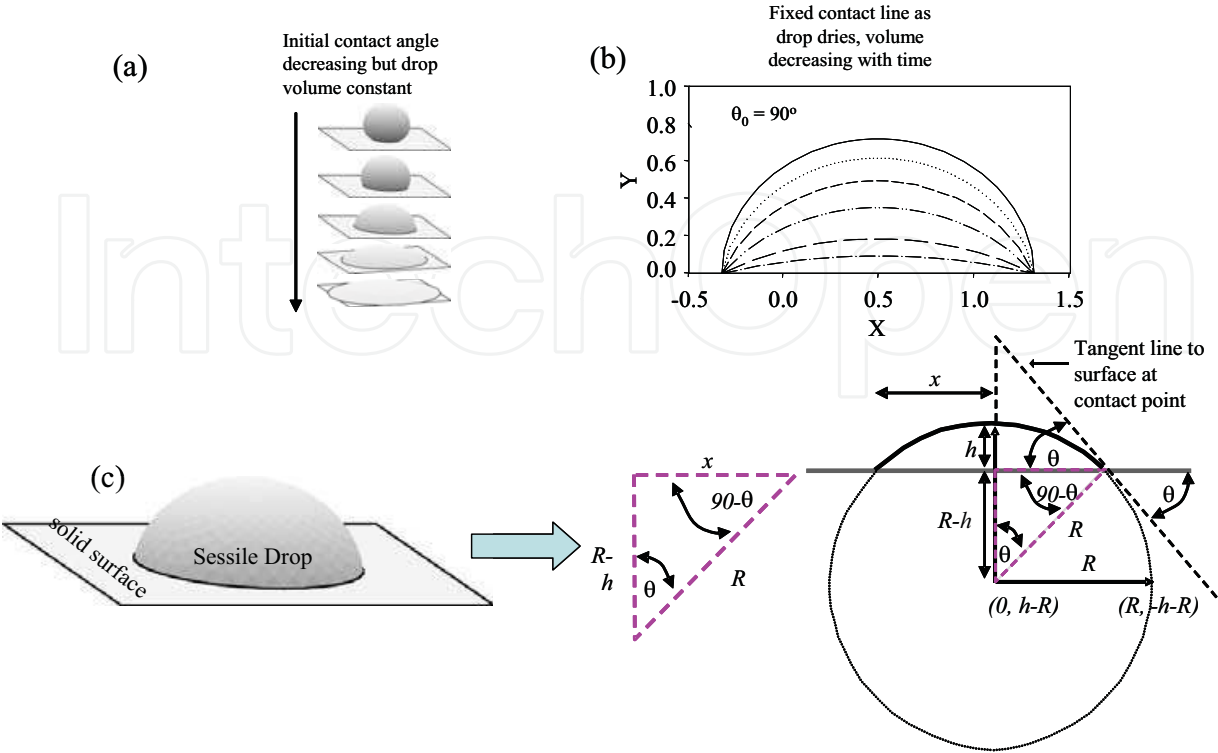 (a)
Initial contact angle
decreasing but drop
volume constant
(b)
Fixed contact line as
drop dries, volume
decreasing with time
1.0
0.8
0.6
0.4
0.2
0.0
Y
θ₀ = 90º
-0.5
0.0
0.5
1.0
1.5
X
IntechOpen
(c)
solid surface
Sessile Drop
x
90-θ
R-
h
θ
R
x
Tangent line to
surface at
contact point
h
θ
θ
90-θ
R-h
R
θ
R
(0, h-R)
(R, -h-R)